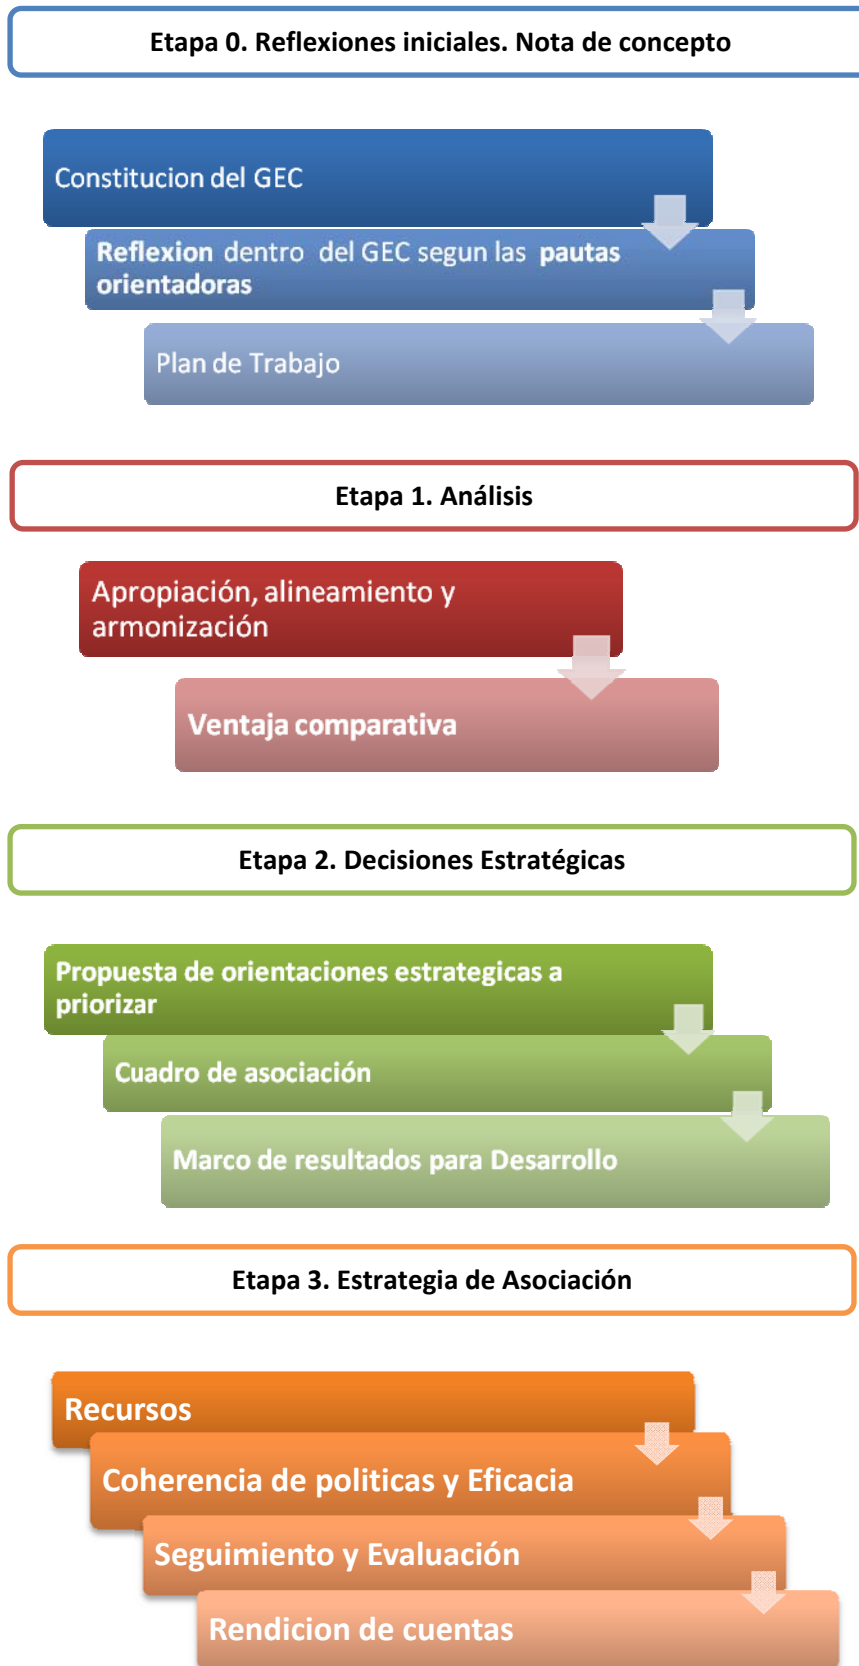 Etapa 0. Reflexiones iniciales. Nota de concepto
Constitucion del GEC
Reflexion dentro del GEC segun las pautas
orientadoras
Plan de Trabajo
Etapa 1. Análisis
Apropiación, alineamiento y
armonización
Ventaja comparativa
Etapa 2. Decisiones Estratégicas
Propuesta de orientaciones estrategicas a
priorizar
Cuadro de asociación
Marco de resultados para Desarrollo
Etapa 3. Estrategia de Asociación
Recursos
Coherencia de politicas y Eficacia
Seguimiento y Evaluación
Rendicion de cuentas